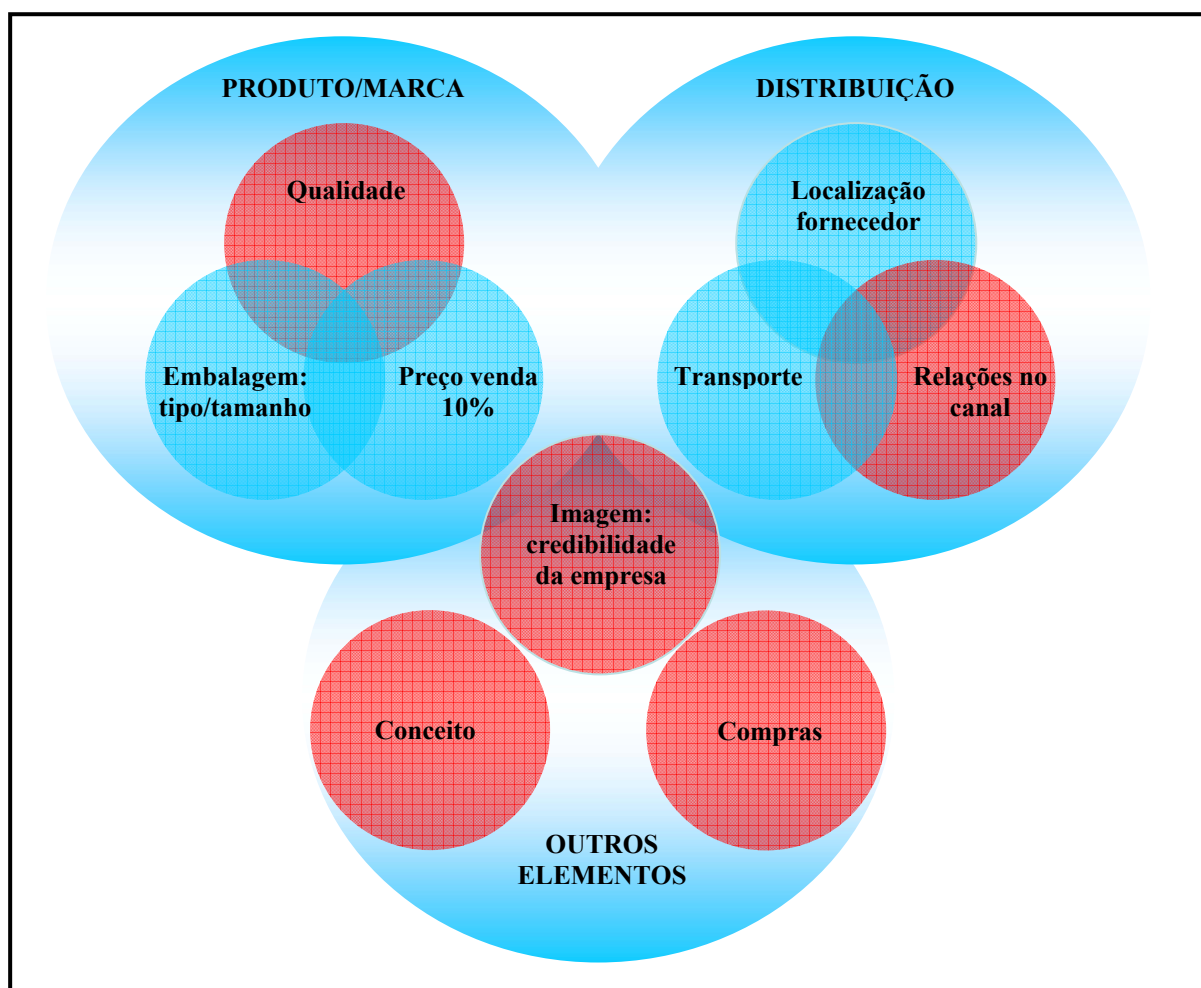 PRODUTO/MARCA
DISTRIBUIÇÃO
Qualidade
Localização
fornecedor
Embalagem:
tipo/tamanho
Preço venda
10%
Transporte
Relações no
canal
Imagem:
credibilidade
da empresa
Conceito
Compras
OUTROS
ELEMENTOS